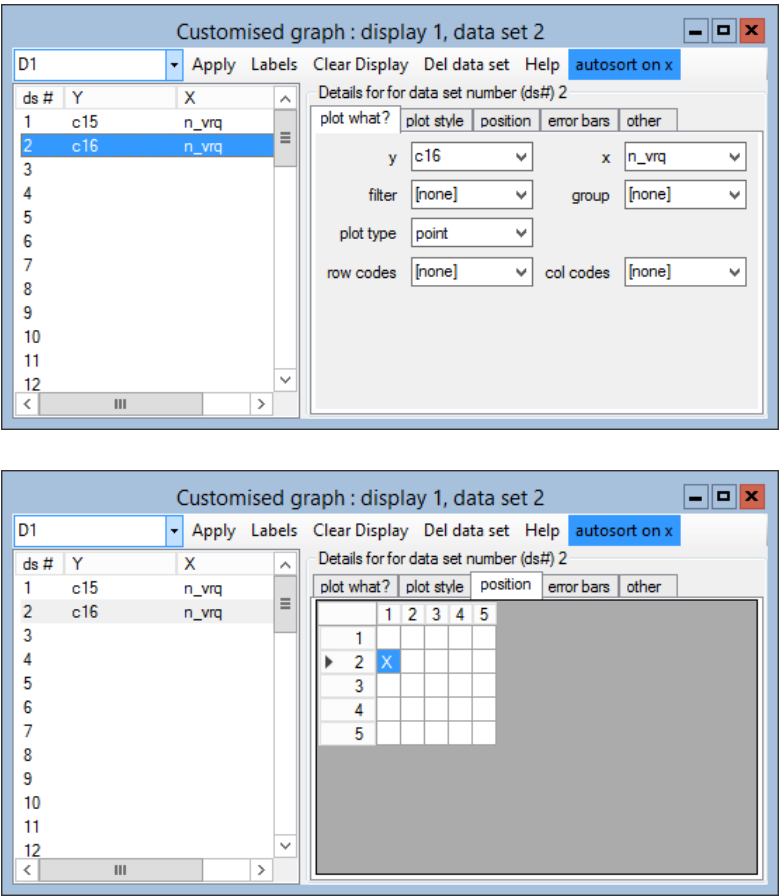 Customised graph : display 1, data set 2
D1 Apply Labels Clear Display Del data set Help autosort on x
ds # Y X
1 c15 n_vrq
2 c16 n_vrq
3
4
5
6
7
8
9
10
11
12
Details for for data set number (ds#) 2
plot what? plot style position error bars other
y c16 x n_vrq
filter [none] group [none]
plot type point
row codes [none] col codes [none]
Customised graph : display 1, data set 2
D1 Apply Labels Clear Display Del data set Help autosort on x
ds # Y X
1 c15 n_vrq
2 c16 n_vrq
3
4
5
6
7
8
9
10
11
12
Details for for data set number (ds#) 2
plot what? plot style position error bars other
1 2 3 4 5
1
2 X
3
4
5